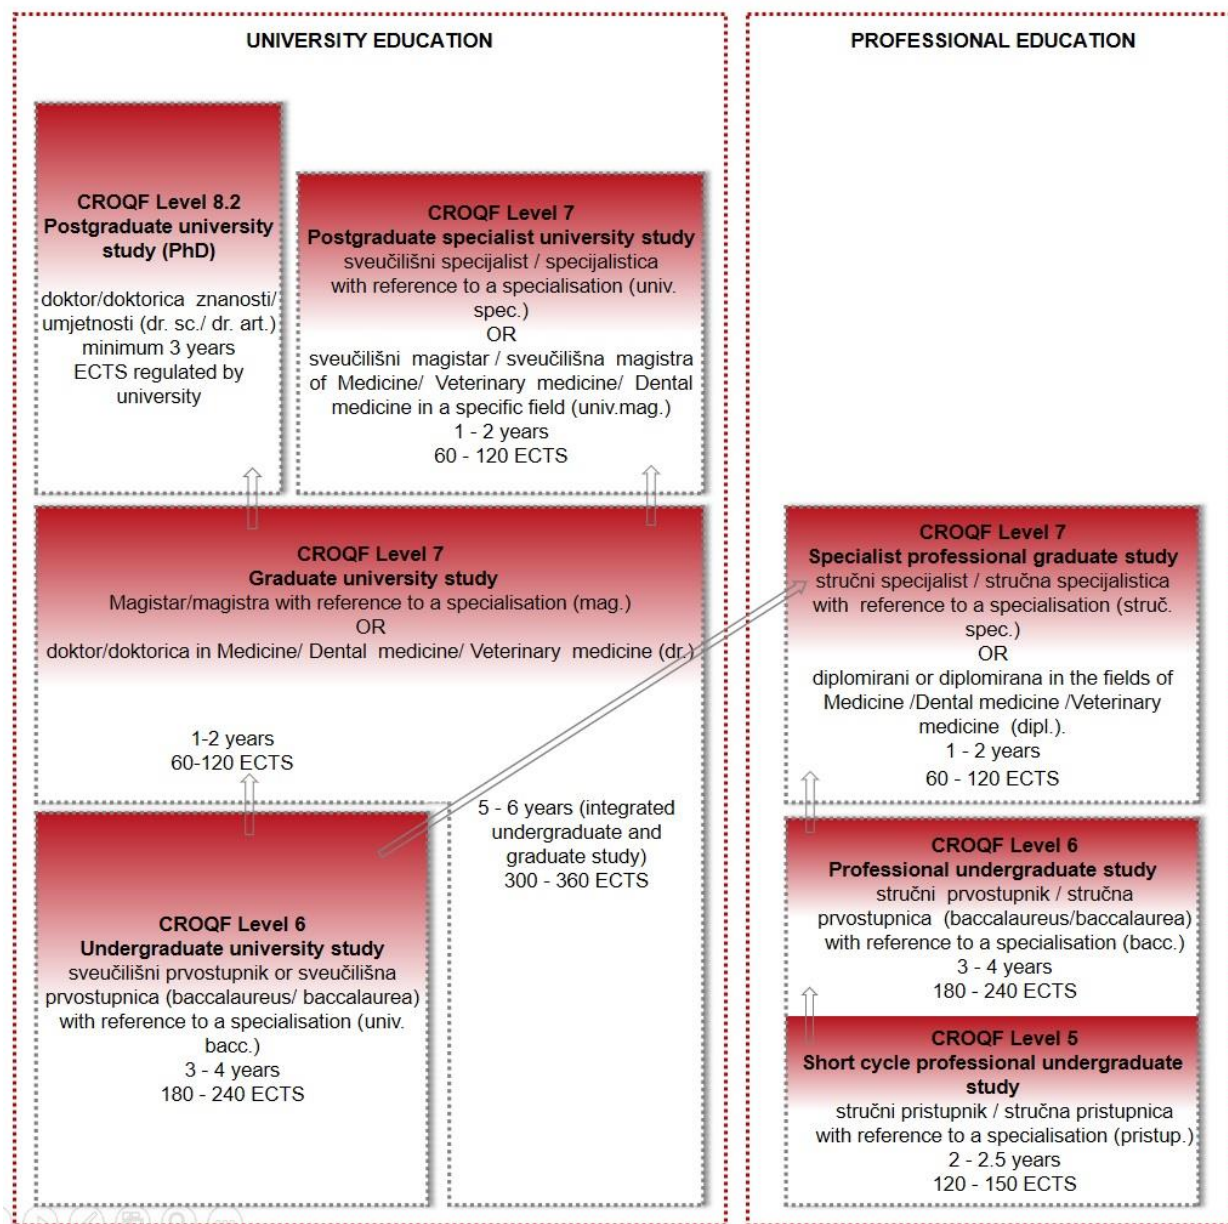 UNIVERSITY EDUCATION
CROQF Level 8.2
Postgraduate university
study (PhD)
doktor/doktorica znanosti/
umjetnosti (dr. sc./ dr. art.)
minimum 3 years
ECTS regulated by
university
CROQF Level 7
Postgraduate specialist university study
sveučilišni specijalist / specijalistica
with reference to a specialisation (univ.
spec.)
OR
sveučilišni magistar / sveučilišna magistra
of Medicine/ Veterinary medicine/ Dental
medicine in a specific field (univ.mag.)
1 - 2 years
60 - 120 ECTS
CROQF Level 7
Graduate university study
Magistar/magistra with reference to a specialisation (mag.)
OR
doktor/doktorica in Medicine/ Dental medicine/ Veterinary medicine (dr.)
1-2 years
60-120 ECTS
5 - 6 years (integrated
undergraduate and
graduate study)
300 - 360 ECTS
CROQF Level 6
Undergraduate university study
sveučilišni prvostupnik or sveučilišna
prvostupnica (baccalaureus/ baccalaurea)
with reference to a specialisation (univ.
bacc.)
3 - 4 years
180 - 240 ECTS
PROFESSIONAL EDUCATION
CROQF Level 7
Specialist professional graduate study
stručni specijalist / stručna specijalistica
with reference to a specialisation (struč.
spec.)
OR
diplomirani or diplomirana in the fields of
Medicine /Dental medicine /Veterinary
medicine (dipl.).
1 - 2 years
60 - 120 ECTS
CROQF Level 6
Professional undergraduate study
stručni prvostupnik / stručna
prvostupnica (baccalaureus/baccalaurea)
with reference to a specialisation (bacc.)
3 - 4 years
180 - 240 ECTS
CROQF Level 5
Short cycle professional undergraduate
study
stručni pristupnik / stručna pristupnica
with reference to a specialisation (pristup.)
2 - 2.5 years
120 - 150 ECTS